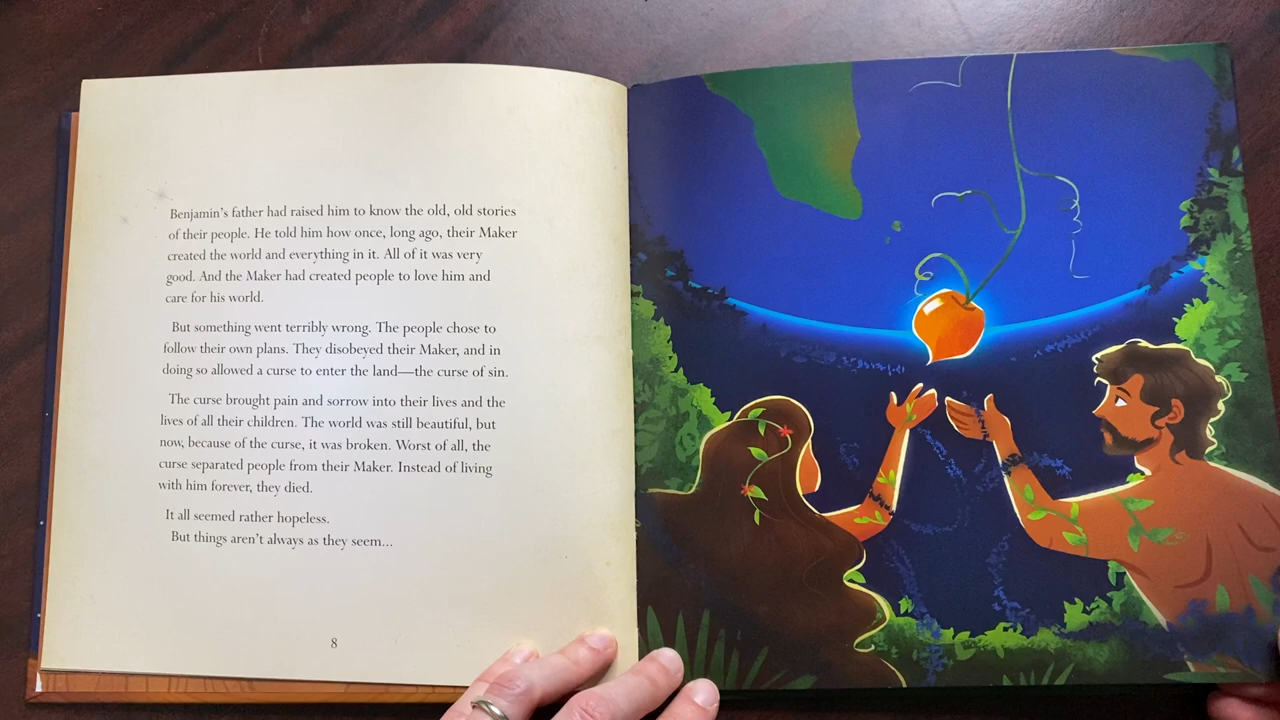 Benjamin’s father had raised him to know the old, old stories
of their people. He told him how once, long ago, their Maker
created the world and everything in it. All of it was very
good. And the Maker had created people to love him and
care for his world.
But something went terribly wrong. The people chose to
follow their own plans. They disobeyed their Maker, and in
doing so allowed a curse to enter the land—the curse of sin.
The curse brought pain and sorrow into their lives and the
lives of all their children. The world was still beautiful, but
now, because of the curse, it was broken. Worst of all, the
curse separated people from their Maker. Instead of living
with him forever, they died.
It all seemed rather hopeless.
But things aren’t always as they seem...
8